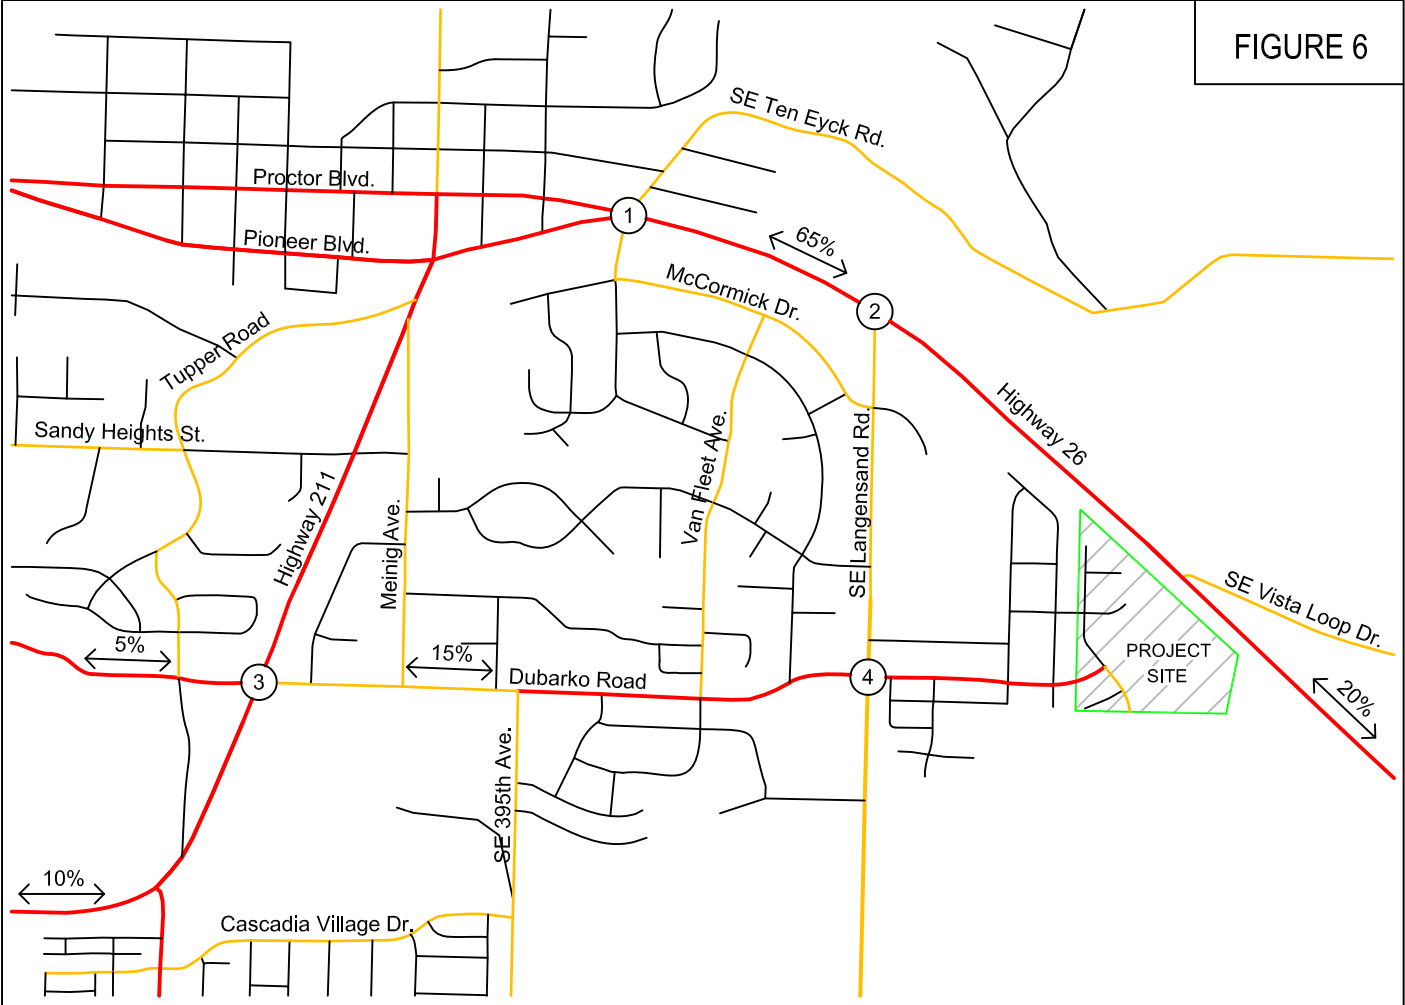 FIGURE 6
SE Ten Eyck Rd.
Proctor Blvd.
1
Pioneer Blvd.
65%
McCormick Dr.
2
Tupper Road
Highway 26
Sandy Heights St.
Van Fleet Ave.
SE Langensand Rd.
Highway 211
Meinig Ave.
SE Vista Loop Dr.
5%
15%
PROJECT
SITE
3
Dubarko Road
4
20%
SE 395th Ave.
10%
Cascadia Village Dr.